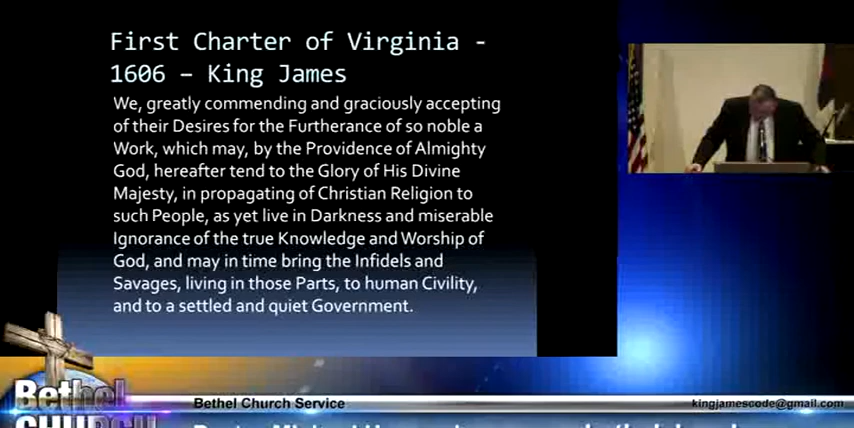 First Charter of Virginia -
1606 – King James
We, greatly commending and graciously accepting
of their Desires for the Furtherance of so noble a
Work, which may, by the Providence of Almighty
God, hereafter tend to the Glory of His Divine
Majesty, in propagating of Christian Religion to
such People, as yet live in Darkness and miserable
Ignorance of the true Knowledge and Worship of
God, and may in time bring the Infidels and
Savages, living in those Parts, to human Civility,
and to a settled and quiet Government.
Bethel
CHURCH
Bethel Church Service
kingjamescode@gmail.com